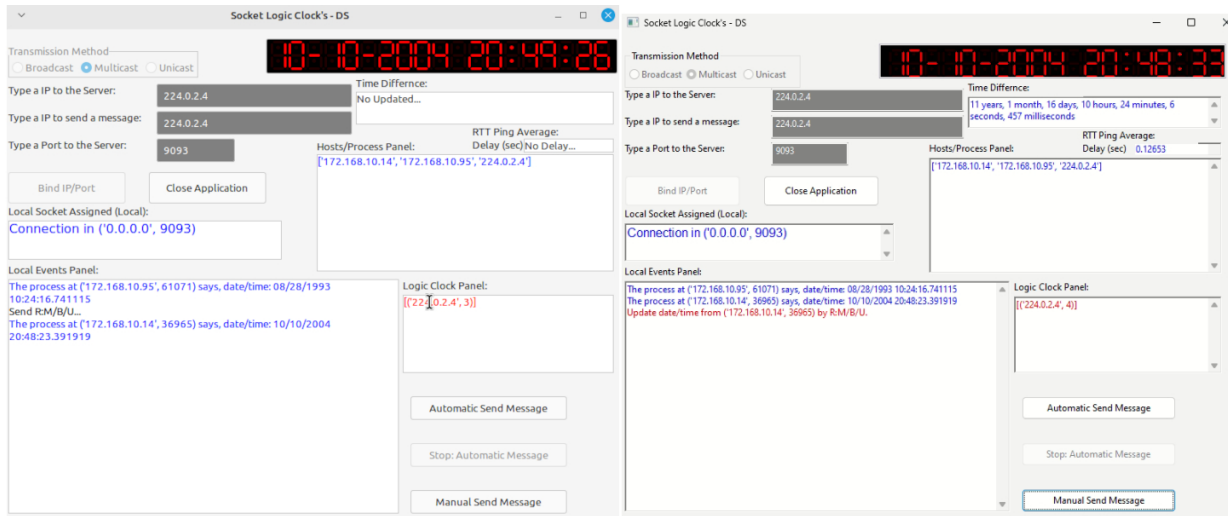 Socket Logic Clock's - DS
Transmission Method
Broadcast Multicast Unicast
10-10-2004 20:49:26
Type a IP to the Server:
224.0.2.4
Time Differnce:
No Updated...
Type a IP to send a message:
224.0.2.4
RTT Ping Average:
Type a Port to the Server:
9093
Hosts/Process Panel:
Delay (sec) No Delay...
['172.168.10.14', '172.168.10.95', '224.0.2.4']
Bind IP/Port
Close Application
Local Socket Assigned (Local):
Connection in ('0.0.0.0', 9093)
Local Events Panel:
The process at ('172.168.10.95', 61071) says, date/time: 08/28/1993
10:24:16.741115
Send R:M/B/U...
The process at ('172.168.10.14', 36965) says, date/time: 10/10/2004
20:48:23.391919
Logic Clock Panel:
[('224.0.2.4', 3)]
Automatic Send Message
Stop: Automatic Message
Manual Send Message
Socket Logic Clock's - DS
Transmission Method
Broadcast Multicast Unicast
10-10-2004 20:48:33
Type a IP to the Server:
224.0.2.4
Time Differnce:
11 years, 1 month, 16 days, 10 hours, 24 minutes, 6
seconds, 457 milliseconds
Type a IP to send a message:
224.0.2.4
RTT Ping Average:
Type a Port to the Server:
9093
Hosts/Process Panel:
Delay (sec) 0.12653
['172.168.10.14', '172.168.10.95', '224.0.2.4']
Bind IP/Port
Close Application
Local Socket Assigned (Local):
Connection in ('0.0.0.0', 9093)
Local Events Panel:
The process at ('172.168.10.95', 61071) says, date/time: 08/28/1993 10:24:16.741115
The process at ('172.168.10.14', 36965) says, date/time: 10/10/2004 20:48:23.391919
Update date/time from ('172.168.10.14', 36965) by R:M/B/U.
Logic Clock Panel:
[('224.0.2.4', 4)]
Automatic Send Message
Stop: Automatic Message
Manual Send Message